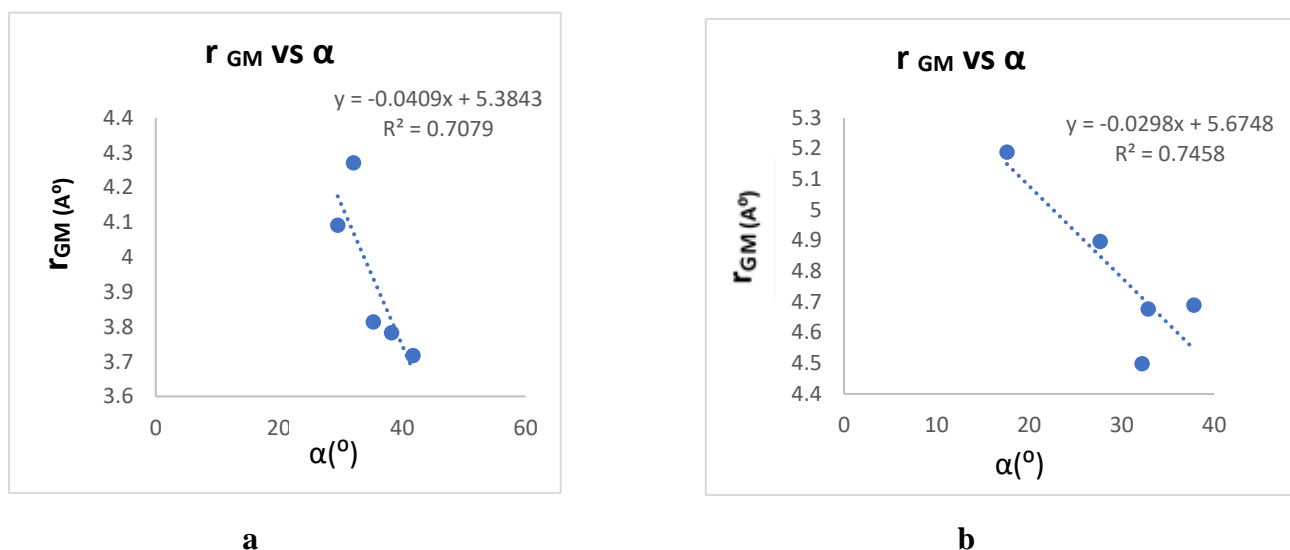 r GM vs α
y = -0.0409x + 5.3843
R² = 0.7079
4.4
4.3
4.2
4.1
4
3.9
3.8
3.7
3.6
rGM (Aº)
0 20 40 60
α(º)
a
r GM vs α
y = -0.0298x + 5.6748
R² = 0.7458
5.3
5.2
5.1
5
4.9
4.8
4.7
4.6
4.5
4.4
rGM (Aº)
0 10 20 30 40
α(º)
b